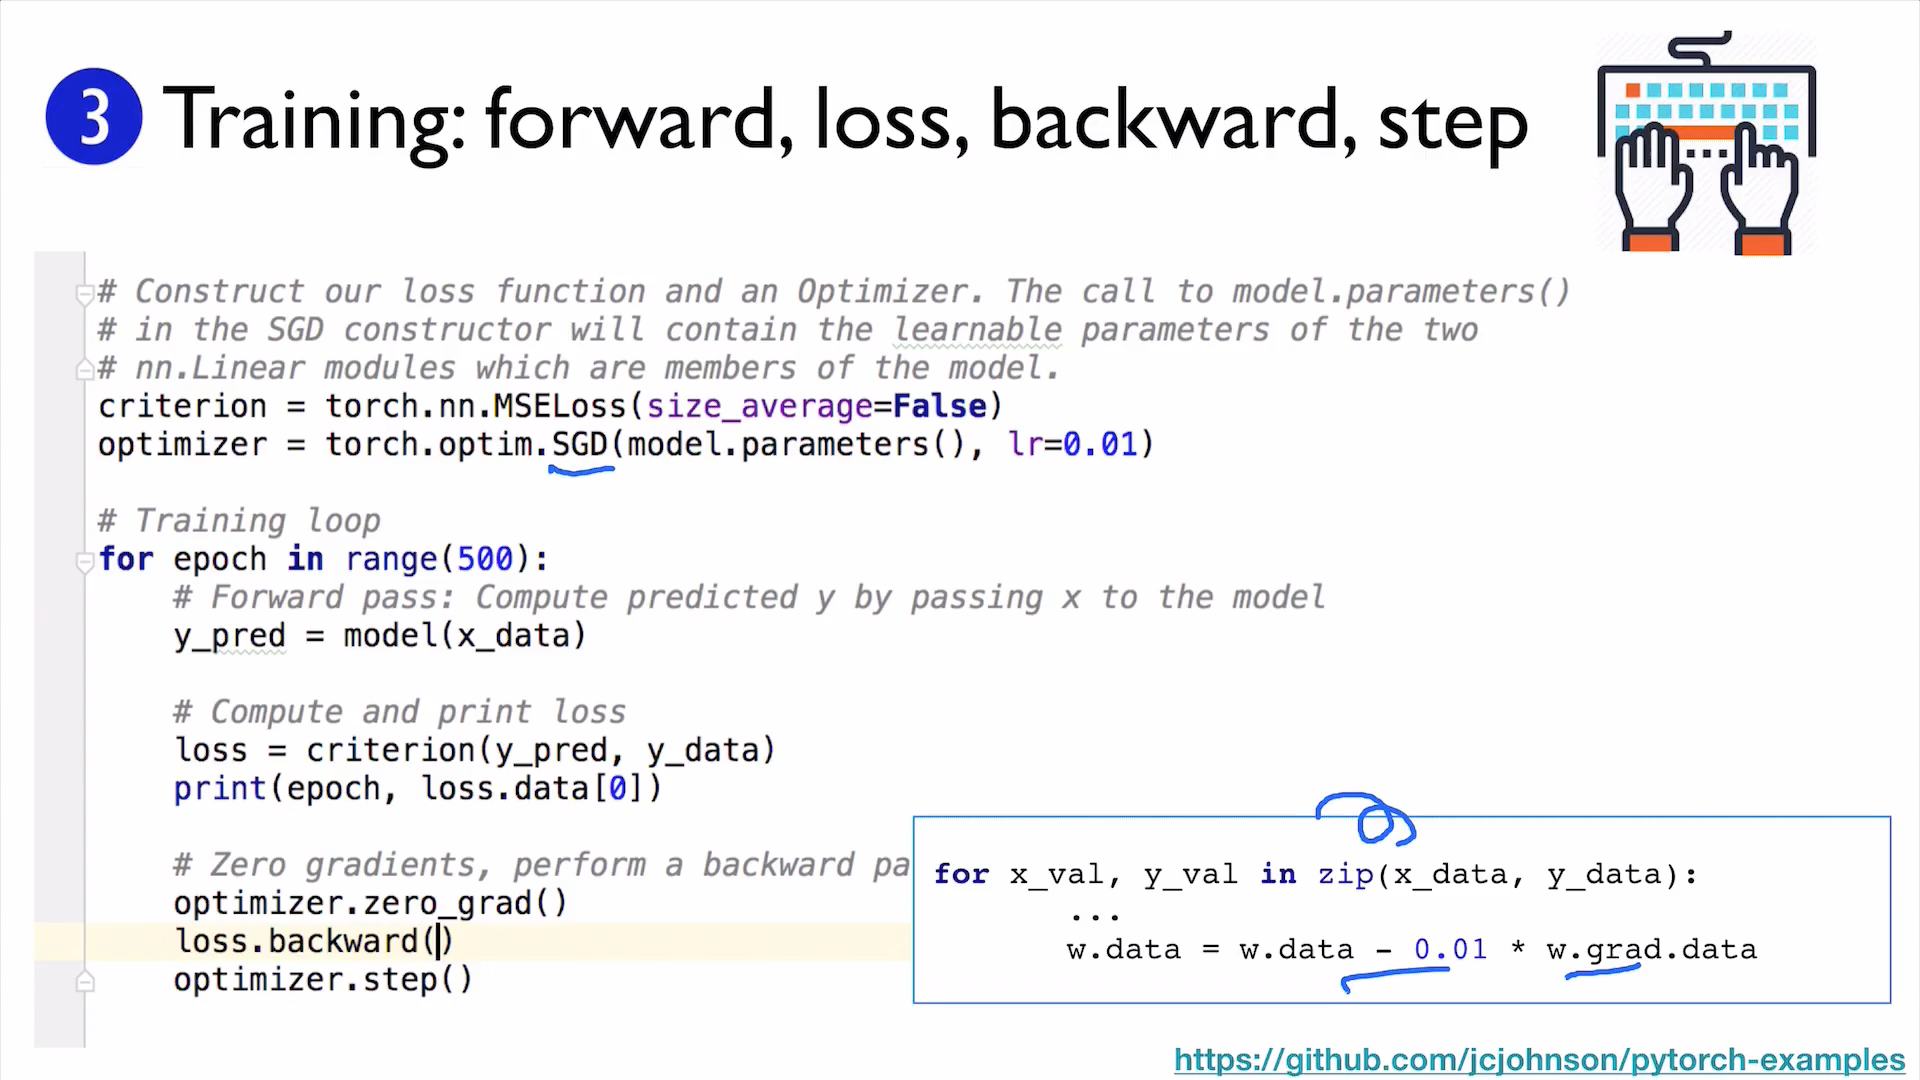 3 Training: forward, loss, backward, step
# Construct our loss function and an Optimizer. The call to model.parameters()
# in the SGD constructor will contain the learnable parameters of the two
# nn.Linear modules which are members of the model.
criterion = torch.nn.MSELoss(size_average=False)
optimizer = torch.optim.SGD(model.parameters(), lr=0.01)
# Training loop
for epoch in range(500):
# Forward pass: Compute predicted y by passing x to the model
y_pred = model(x_data)
# Compute and print loss
loss = criterion(y_pred, y_data)
print(epoch, loss.data[0])
# Zero gradients, perform a backward pa
optimizer.zero_grad()
loss.backward()
optimizer.step()
for x_val, y_val in zip(x_data, y_data):
...
w.data = w.data - 0.01 * w.grad.data
https://github.com/jcjohnson/pytorch-examples